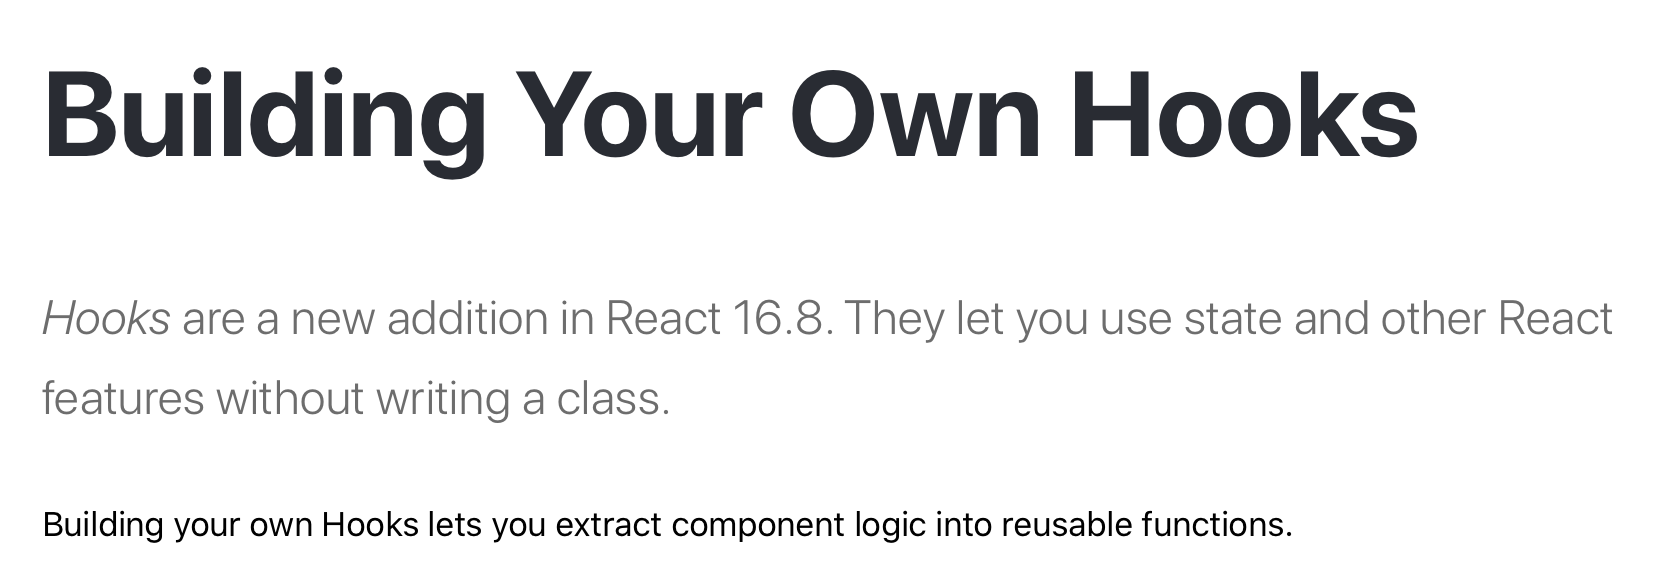 Building Your Own Hooks
Hooks are a new addition in React 16.8. They let you use state and other React
features without writing a class.
Building your own Hooks lets you extract component logic into reusable functions.